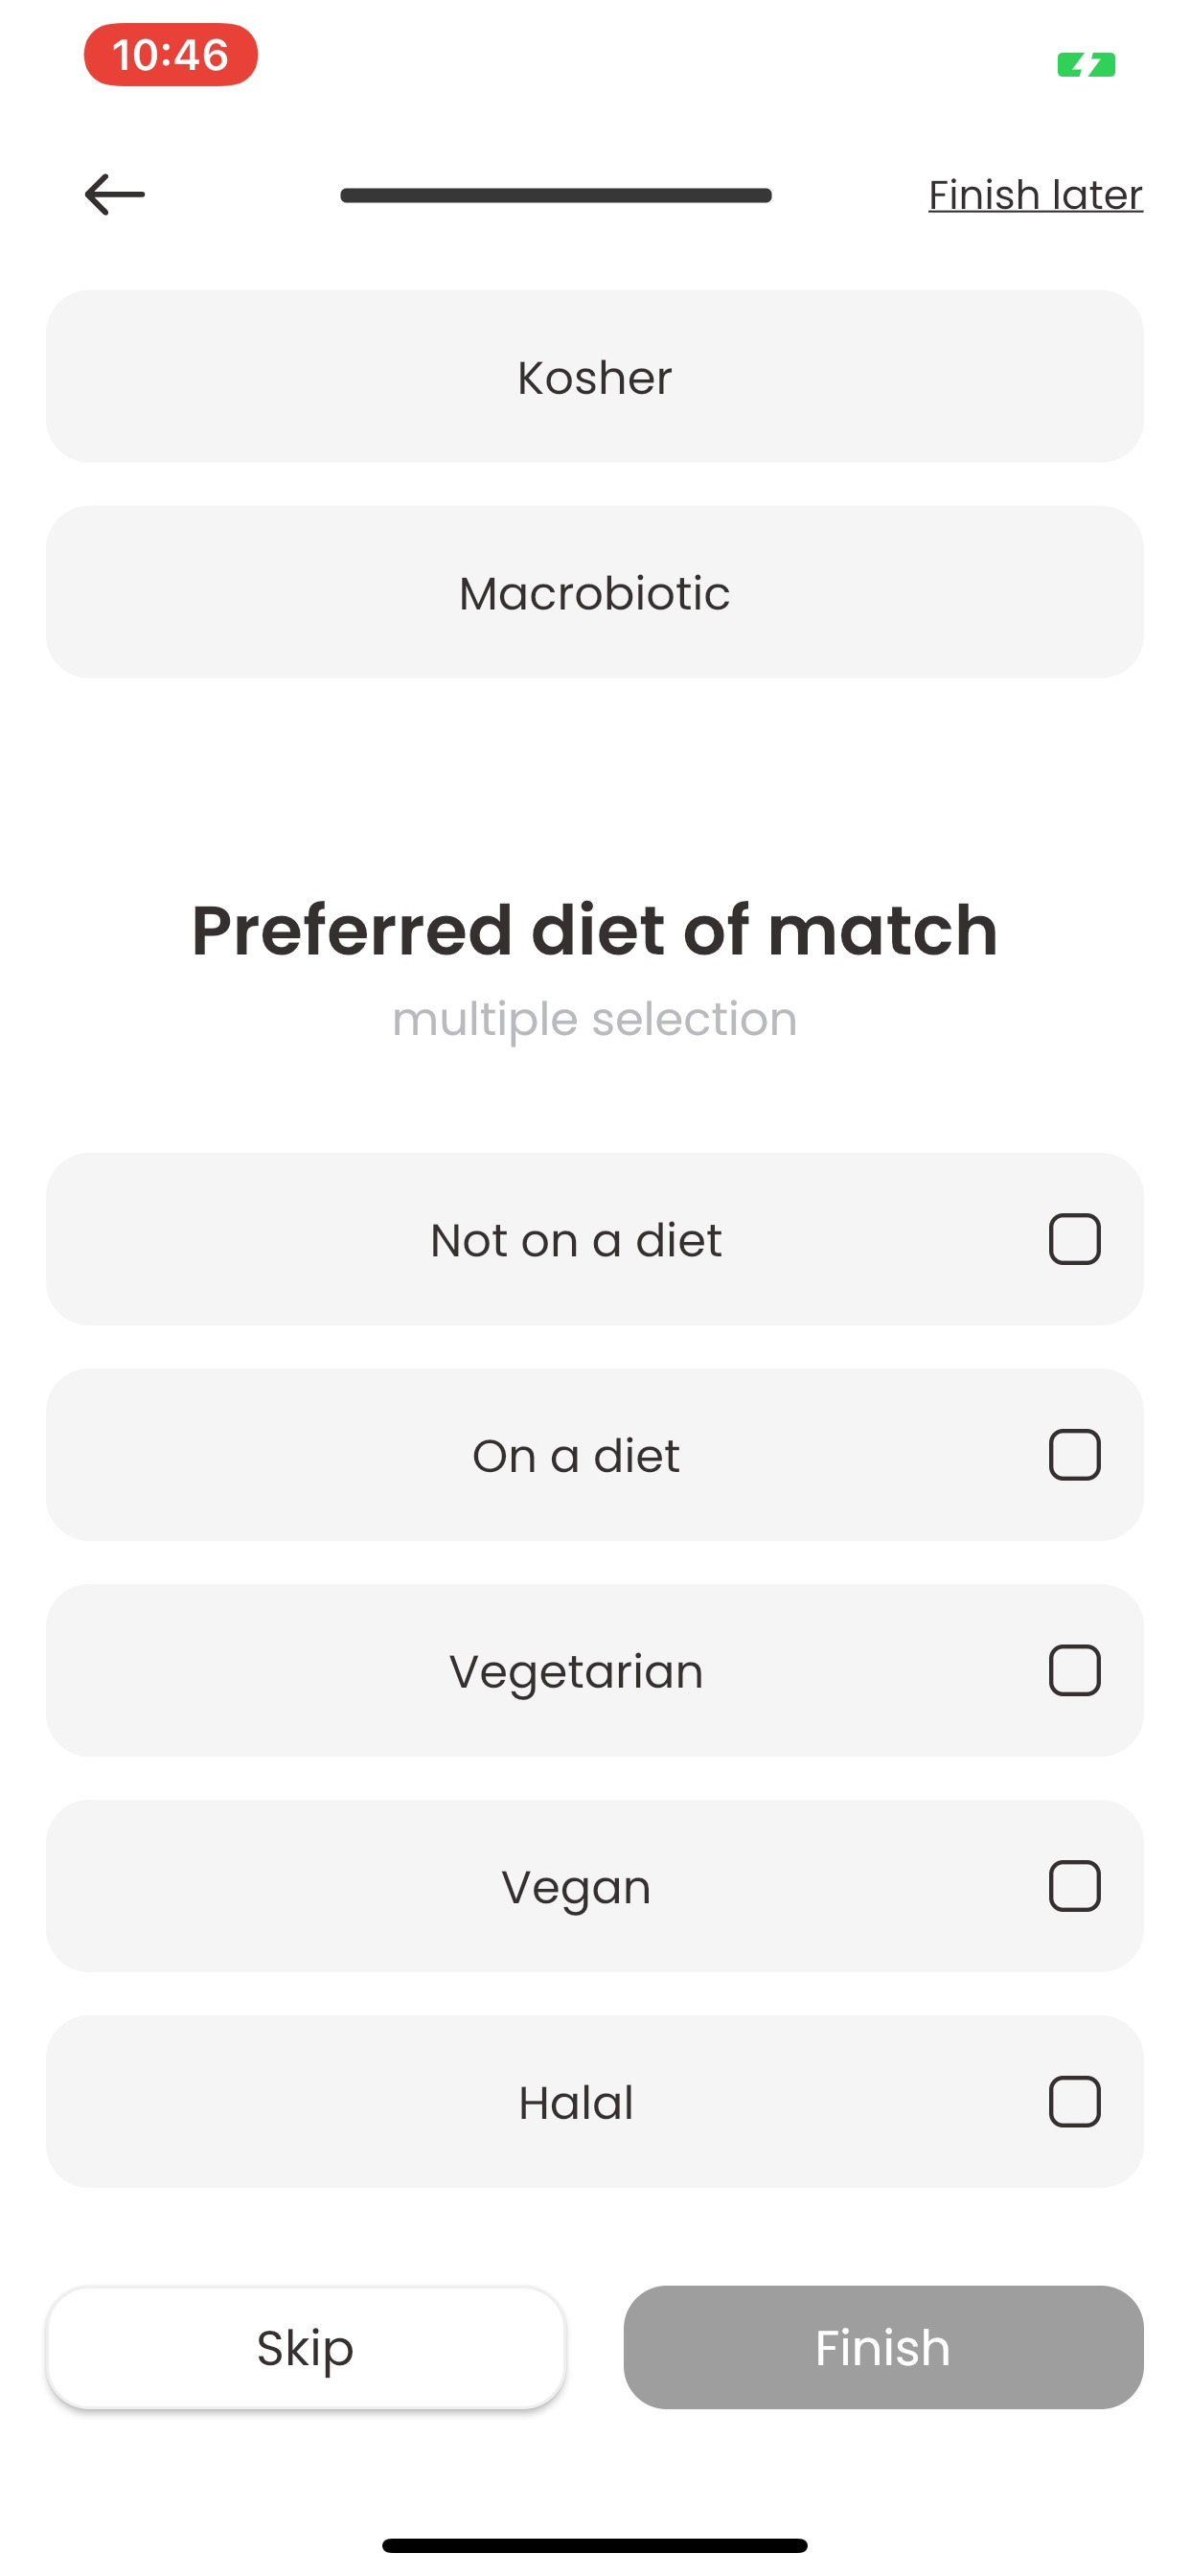 10:46
Finish later
Kosher
Macrobiotic
Preferred diet of match
multiple selection
Not on a diet
On a diet
Vegetarian
Vegan
Halal
Skip
Finish